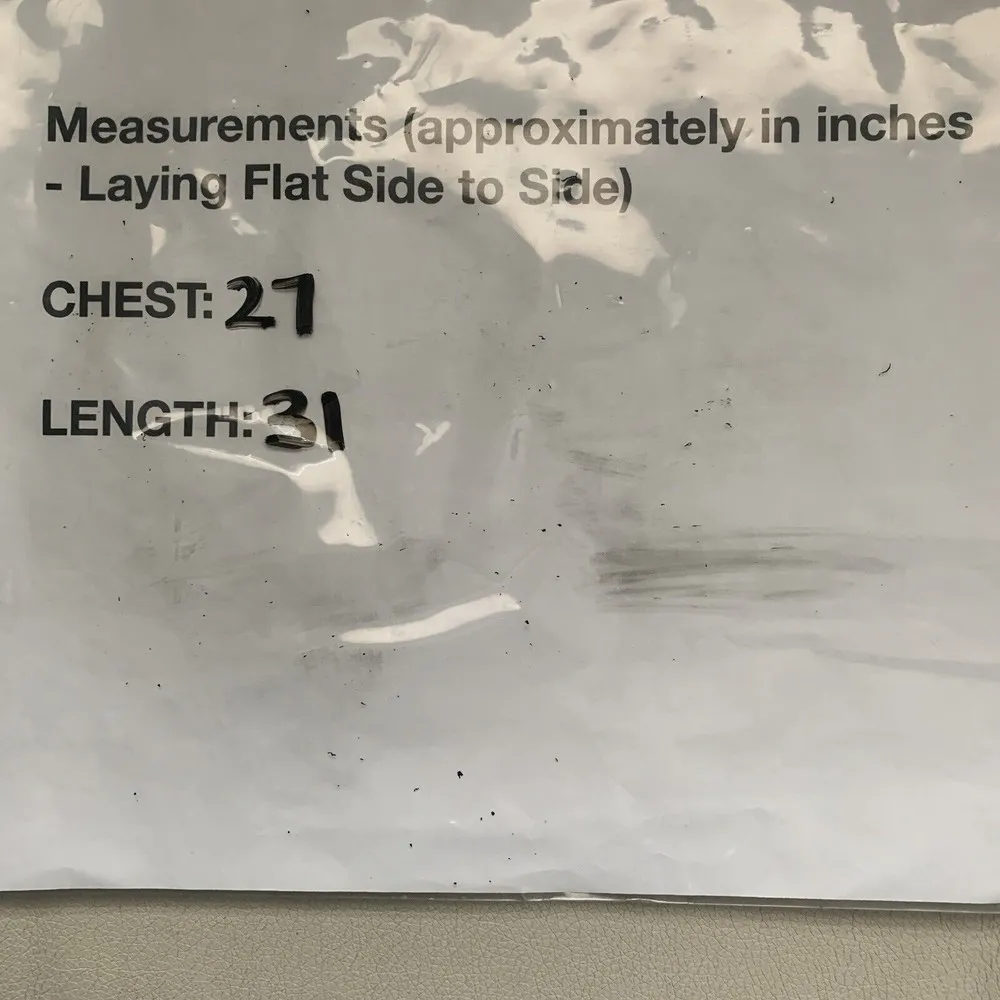 Measurements (approximately in inches
- Laying Flat Side to Side)
CHEST: 27
LENGTH: 31